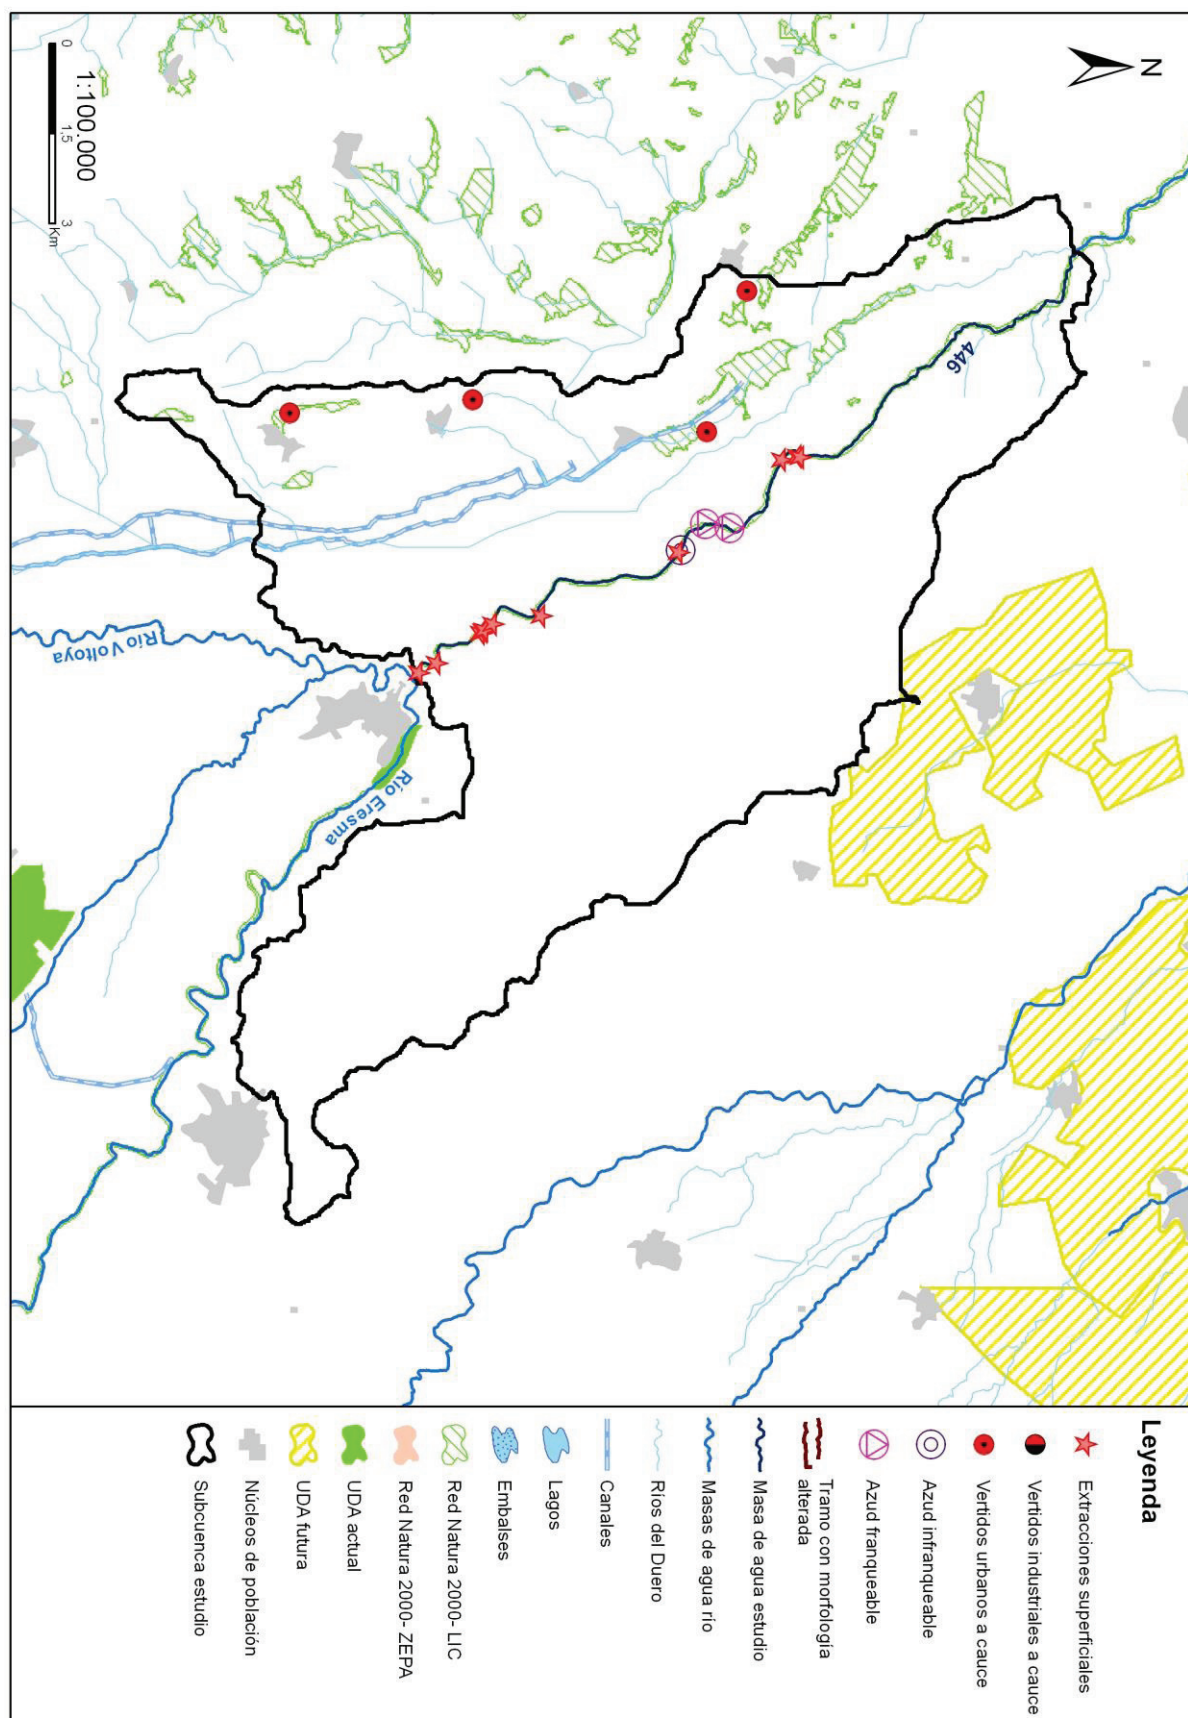 N
1:100.000
0 1,5 3
Km
446
Río Voltoya
Río Eresma
Leyenda
Extracciones superficiales
Vertidos industriales a cauce
Vertidos urbanos a cauce
Azud infranqueable
Azud franqueable
Tramo con morfología
alterada
Masa de agua estudio
Masas de agua río
Ríos del Duero
Canales
Lagos
Embalses
Red Natura 2000- LIC
Red Natura 2000- ZEPA
UDA actual
UDA futura
Núcleos de población
Subcuenca estudio